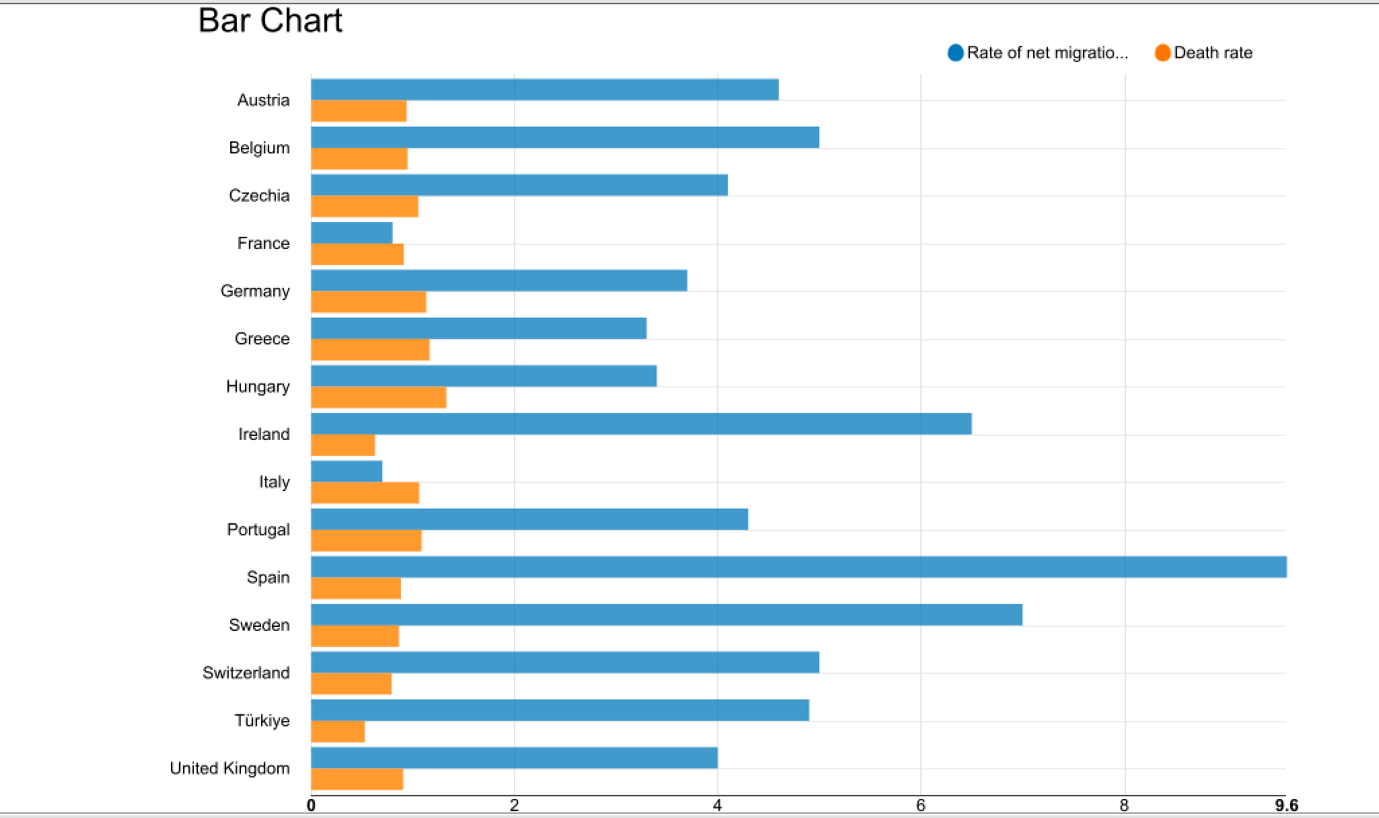 Bar Chart
Rate of net migratio... Death rate
Austria
Belgium
Czechia
France
Germany
Greece
Hungary
Ireland
Italy
Portugal
Spain
Sweden
Switzerland
Türkiye
United Kingdom
0 2 4 6 8 9.6